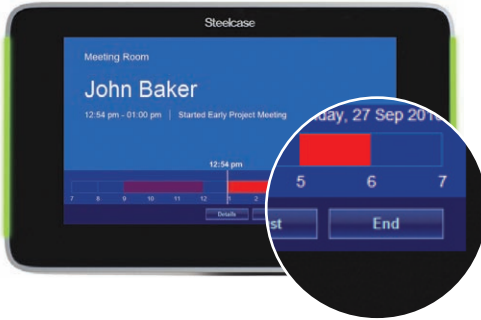 Steelcase
Meeting Room
John Baker
12:54 pm - 01:00 pm | Started Early Project Meeting
day, 27 Sep 201
12:54 pm
7 8 9 10 11 12 1 2
5 6 7
Details
st
End